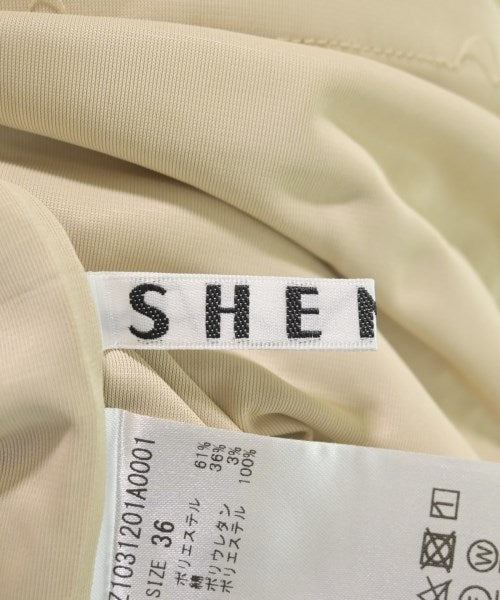 SHEN
Z1031201A0001
SIZE 36
ポリエステル 61%
綿 36%
ポリウレタン 3%
ポリエステル 100%